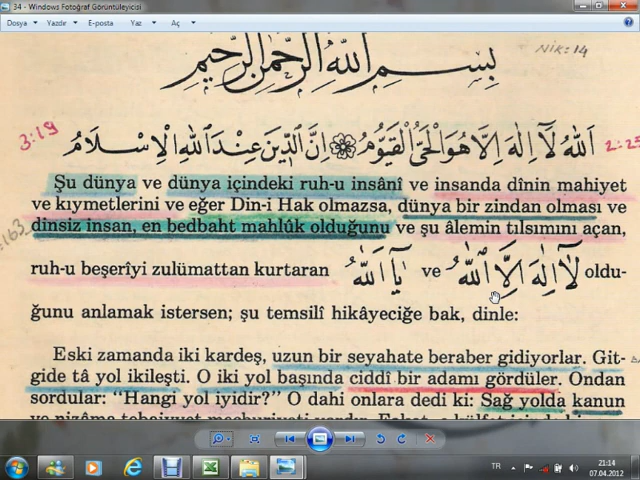 34 - Windows Fotoğraf Görüntüleyicisi
Dosya Yazdır E-posta Yaz Aç
بِسْمِ اللّٰهِ الرَّحْمٰنِ الرَّحِيمِ
NİK=14
3:19 اَللّٰهُ لَآ اِلٰهَ اِلَّا هُوَ الْحَىُّ الْقَيُّومُ ❁ اِنَّ الدِّينَ عِنْدَ اللّٰهِ الْاِسْلَامُ
Şu dünya ve dünya içindeki ruh-u insânî ve insanda dînin mahiyet
ve kıymetlerini ve eğer Din-i Hak olmazsa, dünya bir zindan olması ve
dinsiz insan, en bedbaht mahlûk olduğunu ve şu âlemin tılsımını açan,
ruh-u beşerîyi zulümattan kurtaran يَآ اَللّٰهُ ve لَآ اِلٰهَ اِلَّا اللّٰهُ oldu-
ğunu anlamak istersen; şu temsilî hikâyeciğe bak, dinle:
Eski zamanda iki kardeş, uzun bir seyahate beraber gidiyorlar. Git-
gide tâ yol ikileşti. O iki yol başında ciddî bir adamı gördüler. Ondan
sordular: "Hangi yol iyidir?" O dahi onlara dedi ki: Sağ yolda kanun
TR 21:14
07.04.2012